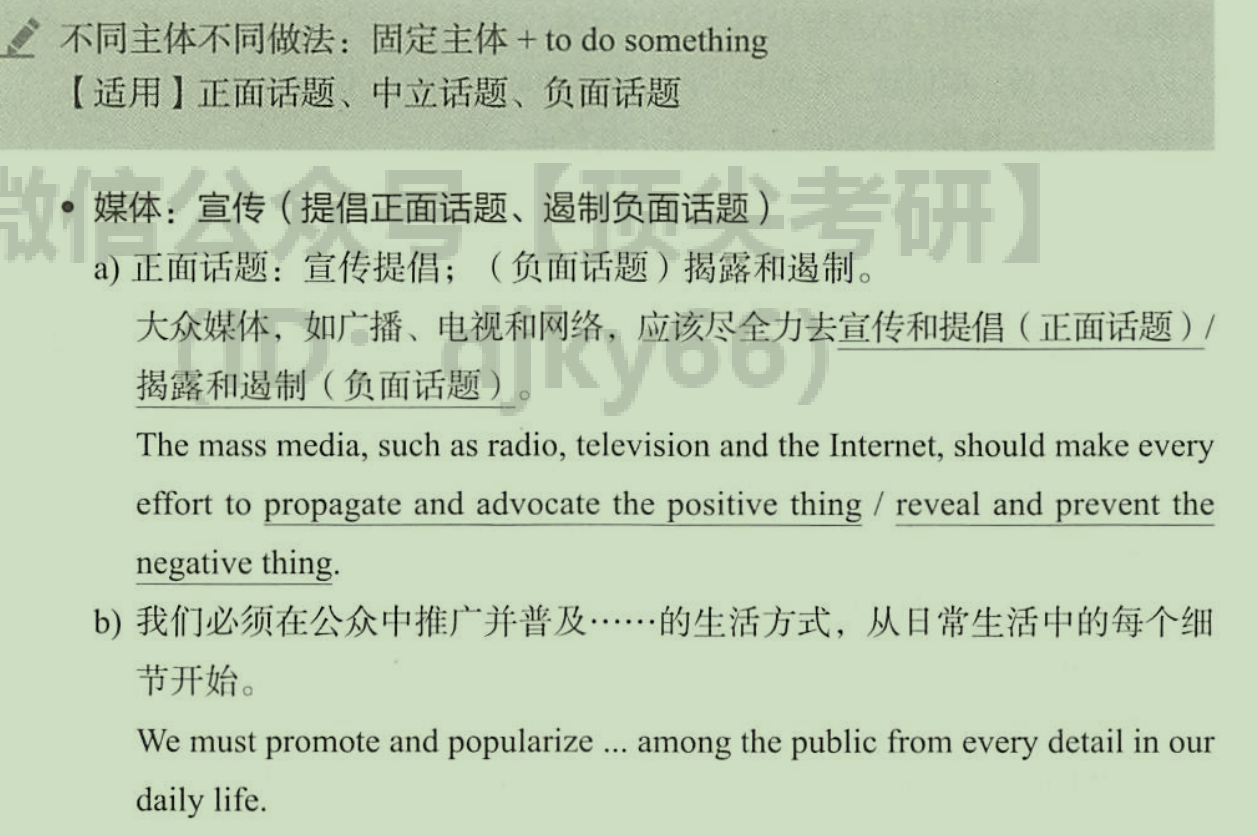 不同主体不同做法：固定主体 + to do something
【适用】正面话题、中立话题、负面话题
微信公众号【顶尖考研】
(ID: djky66)
• 媒体：宣传（提倡正面话题、遏制负面话题）
a) 正面话题：宣传提倡；（负面话题）揭露和遏制。
大众媒体，如广播、电视和网络，应该尽全力去宣传和提倡（正面话题）/
揭露和遏制（负面话题）。
The mass media, such as radio, television and the Internet, should make every
effort to propagate and advocate the positive thing / reveal and prevent the
negative thing.
b) 我们必须在公众中推广并普及……的生活方式，从日常生活中的每个细
节开始。
We must promote and popularize ... among the public from every detail in our
daily life.